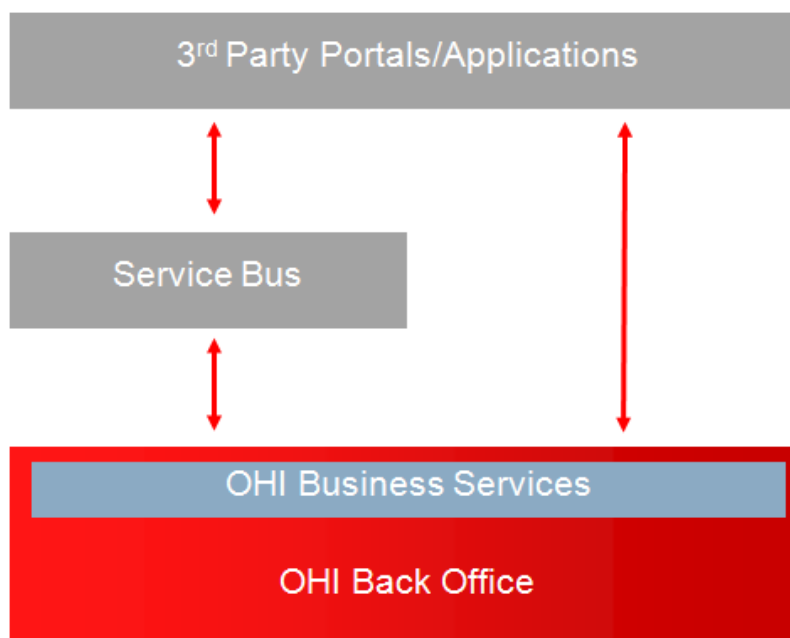 3rd Party Portals/Applications
Service Bus
OHI Business Services
OHI Back Office